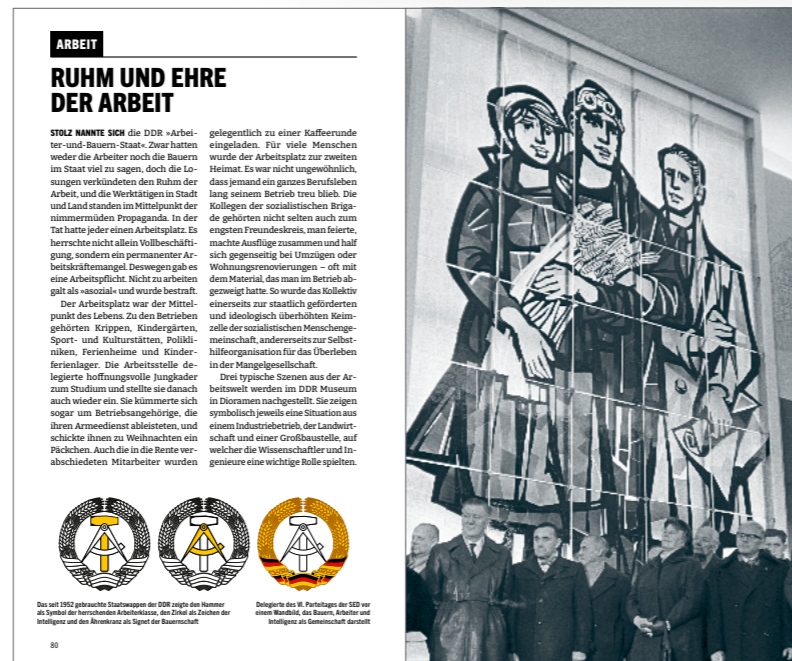 ARBEIT
RUHM UND EHRE
DER ARBEIT
STOLZ NANNTE SICH die DDR »Arbei-
ter-und-Bauern-Staat«. Zwar hatten
weder die Arbeiter noch die Bauern
im Staat viel zu sagen, doch die Lo-
sungen verkündeten den Ruhm der
Arbeit, und die Werktätigen in Stadt
und Land standen im Mittelpunkt der
nimmermüden Propaganda. In der
Tat hatte jeder einen Arbeitsplatz. Es
herrschte nicht allein Vollbeschäfti-
gung, sondern ein permanenter Ar-
beitskräftemangel. Deswegen gab es
eine Arbeitspflicht. Nicht zu arbeiten
galt als »asozial« und wurde bestraft.
Der Arbeitsplatz war der Mittel-
punkt des Lebens. Zu den Betrieben
gehörten Krippen, Kindergärten,
Sport- und Kulturstätten, Polikli-
niken, Ferienheime und Kinder-
ferienlager. Die Arbeitsstelle de-
legierte hoffnungsvolle Jungkader
zum Studium und stellte sie danach
auch wieder ein. Sie kümmerte sich
sogar um Betriebsangehörige, die
ihren Armeedienst ableisteten, und
schickte ihnen zu Weihnachten ein
Päckchen. Auch die in die Rente ver-
abschiedeten Mitarbeiter wurden
gelegentlich zu einer Kaffeerunde
eingeladen. Für viele Menschen
wurde der Arbeitsplatz zur zweiten
Heimat. Es war nicht ungewöhnlich,
dass jemand ein ganzes Berufsleben
lang seinem Betrieb treu blieb. Die
Kollegen der sozialistischen Briga-
de gehörten nicht selten auch zum
engsten Freundeskreis, man feierte,
machte Ausflüge zusammen und half
sich gegenseitig bei Umzügen oder
Wohnungsrenovierungen – oft mit
dem Material, das man im Betrieb ab-
gezweigt hatte. So wurde das Kollektiv
einerseits zur staatlich geförderten
und ideologisch überhöhten Keim-
zelle der sozialistischen Menschenge-
meinschaft, andererseits zur Selbst-
hilfeorganisation für das Überleben
in der Mangelgesellschaft.
Drei typische Szenen aus der Ar-
beitswelt werden im DDR Museum
in Dioramen nachgestellt. Sie zeigen
symbolisch jeweils eine Situation aus
einem Industriebetrieb, der Landwirt-
schaft und einer Großbaustelle, auf
welcher die Wissenschaftler und In-
genieure eine wichtige Rolle spielten.
Das seit 1952 gebrauchte Staatswappen der DDR zeigte den Hammer
als Symbol der herrschenden Arbeiterklasse, den Zirkel als Zeichen der
Intelligenz und den Ährenkranz als Signet der Bauernschaft
Delegierte des VI. Parteitages der SED vor
einem Wandbild, das Bauern, Arbeiter und
Intelligenz als Gemeinschaft darstellt
80